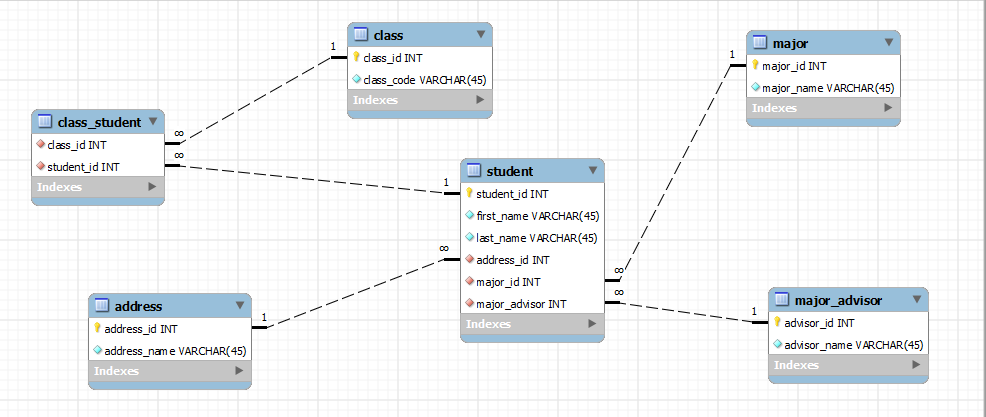 class
class_id INT
class_code VARCHAR(45)
Indexes
1
major
major_id INT
major_name VARCHAR(45)
Indexes
1
class_student
class_id INT
student_id INT
Indexes
∞
∞
student
student_id INT
first_name VARCHAR(45)
last_name VARCHAR(45)
address_id INT
major_id INT
major_advisor INT
Indexes
1
∞
∞
∞
address
address_id INT
address_name VARCHAR(45)
Indexes
1
major_advisor
advisor_id INT
advisor_name VARCHAR(45)
Indexes
1